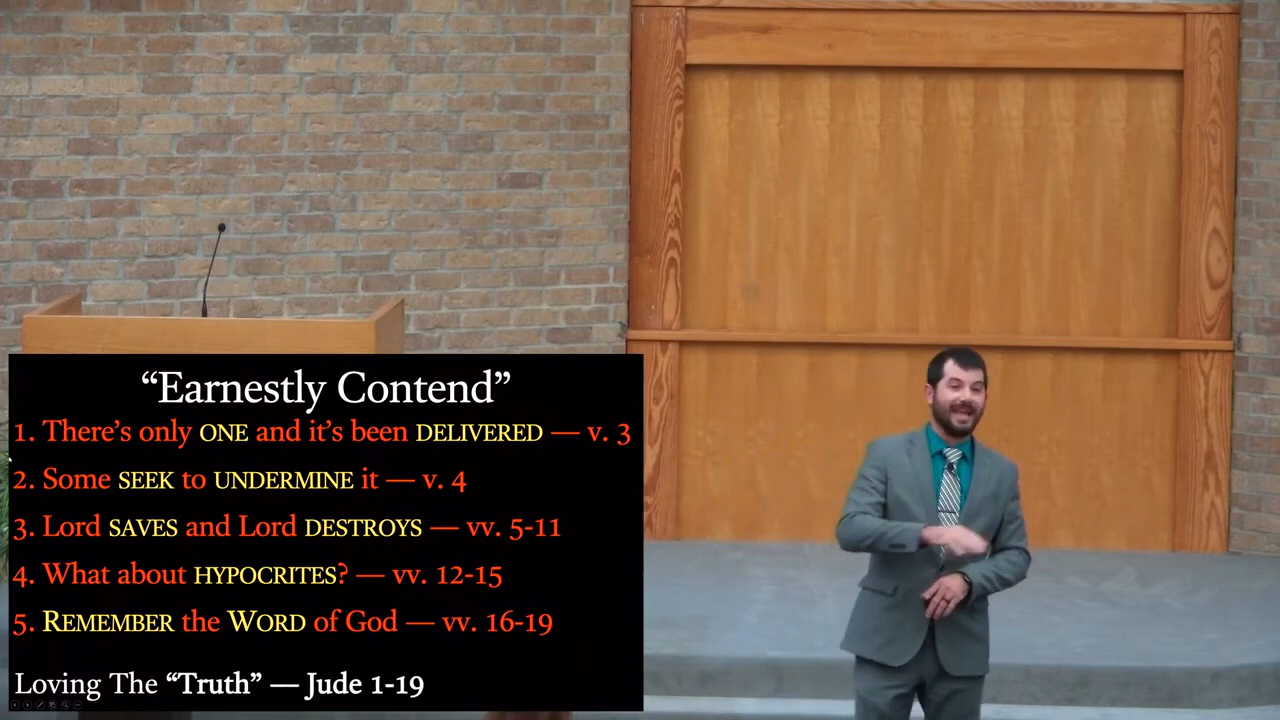 “Earnestly Contend”
1. There’s only ONE and it’s been DELIVERED — v. 3
2. Some SEEK to UNDERMINE it — v. 4
3. Lord SAVES and Lord DESTROYS — vv. 5-11
4. What about HYPOCRITES? — vv. 12-15
5. REMEMBER the WORD of God — vv. 16-19
Loving The “Truth” — Jude 1-19